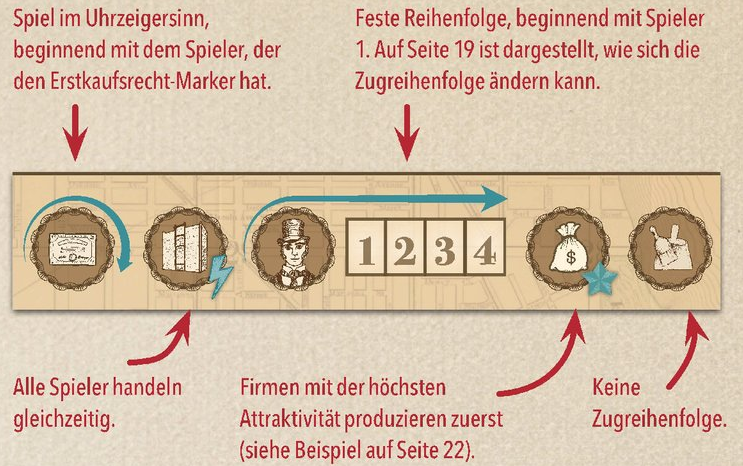 Spiel im Uhrzeigersinn,
beginnend mit dem Spieler, der
den Erstkaufsrecht-Marker hat.
Feste Reihenfolge, beginnend mit Spieler
1. Auf Seite 19 ist dargestellt, wie sich die
Zugreihenfolge ändern kann.
1 2 3 4
$
Alle Spieler handeln
gleichzeitig.
Firmen mit der höchsten
Attraktivität produzieren zuerst
(siehe Beispiel auf Seite 22).
Keine
Zugreihenfolge.